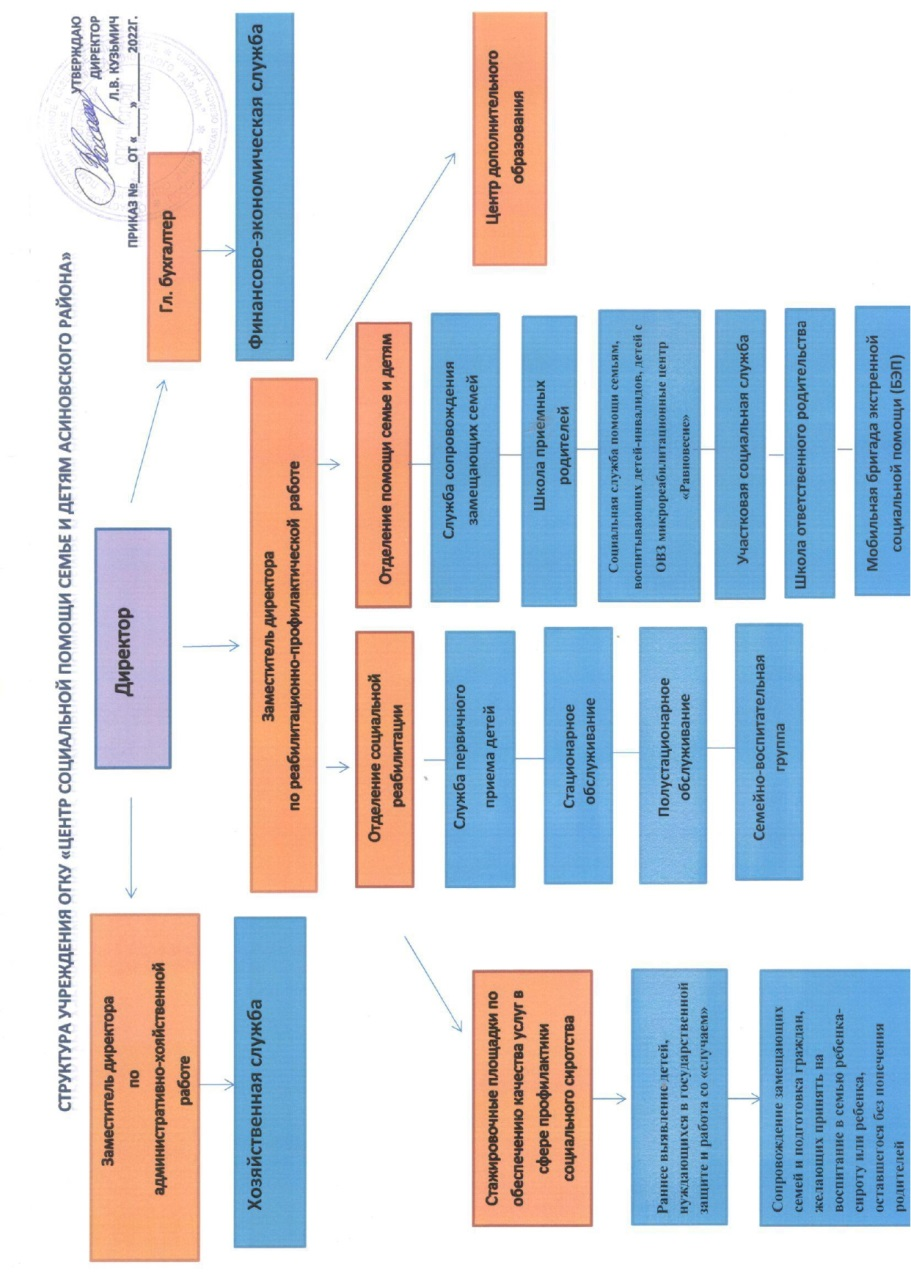 УТВЕРЖДАЮ
ДИРЕКТОР
Л.В. КУЗЬМИЧ
ПРИКАЗ №___ОТ «____»________2022Г.
СТРУКТУРА УЧРЕЖДЕНИЯ ОГКУ «ЦЕНТР СОЦИАЛЬНОЙ ПОМОЩИ СЕМЬЕ И ДЕТЯМ АСИНОВСКОГО РАЙОНА»
Директор
Заместитель директора
по
административно-хояйственной
работе
Хозяйственная служба
Гл. бухгалтер
Финансово-экономическая служба
Заместитель директора
по реабилитационно-профилактической работе
Стажировочные площадки по
обеспечению качества услуг в
сфере профилактики
социального сиротства
Раннее выявление детей,
нуждающихся в государственной
защите и работа со «случаем»
Сопровождение замещающих
семей и подготовка граждан,
желающих принять на
воспитание в семью ребенка-
сироту или ребенка,
оставшегося без попечения
родителей
Отделение социальной
реабилитации
Служба первичного
приема детей
Стационарное
обслуживание
Полустационарное
обслуживание
Семейно-воспитательная
группа
Отделение помощи семье и детям
Служба сопровождения
замещающих семей
Школа приемных
родителей
Социальная служба помощи семьям,
воспитывающих детей-инвалидов, детей с
ОВЗ микрореабилитационные центр
«Равновесие»
Участковая социальная служба
Школа ответственного родительства
Мобильная бригада экстренной
социальной помощи (БЭП)
Центр дополнительного
образования